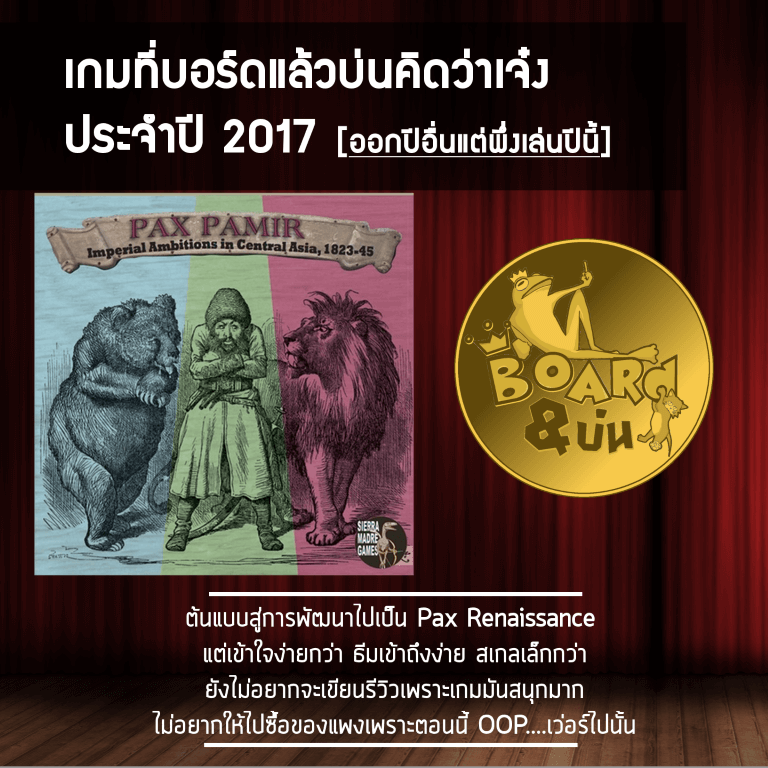 เกมที่บอร์ดแล้วบ่นคิดว่าเจ๋ง
ประจำปี 2017 [ออกปีอื่นแต่พึ่งเล่นปีนี้]
PAX PAMIR
Imperial Ambitions in Central Asia, 1823-45
SIERRA
MADRE
GAMES
BOARD
&บ่น
ต้นแบบสู่การพัฒนาไปเป็น Pax Renaissance
แต่เข้าใจง่ายกว่า ธีมเข้าถึงง่าย สเกลเล็กกว่า
ยังไม่อยากจะเขียนรีวิวเพราะเกมมันสนุกมาก
ไม่อยากให้ไปซื้อของแพงเพราะตอนนี้ OOP....เว่อร์ไปนั้น